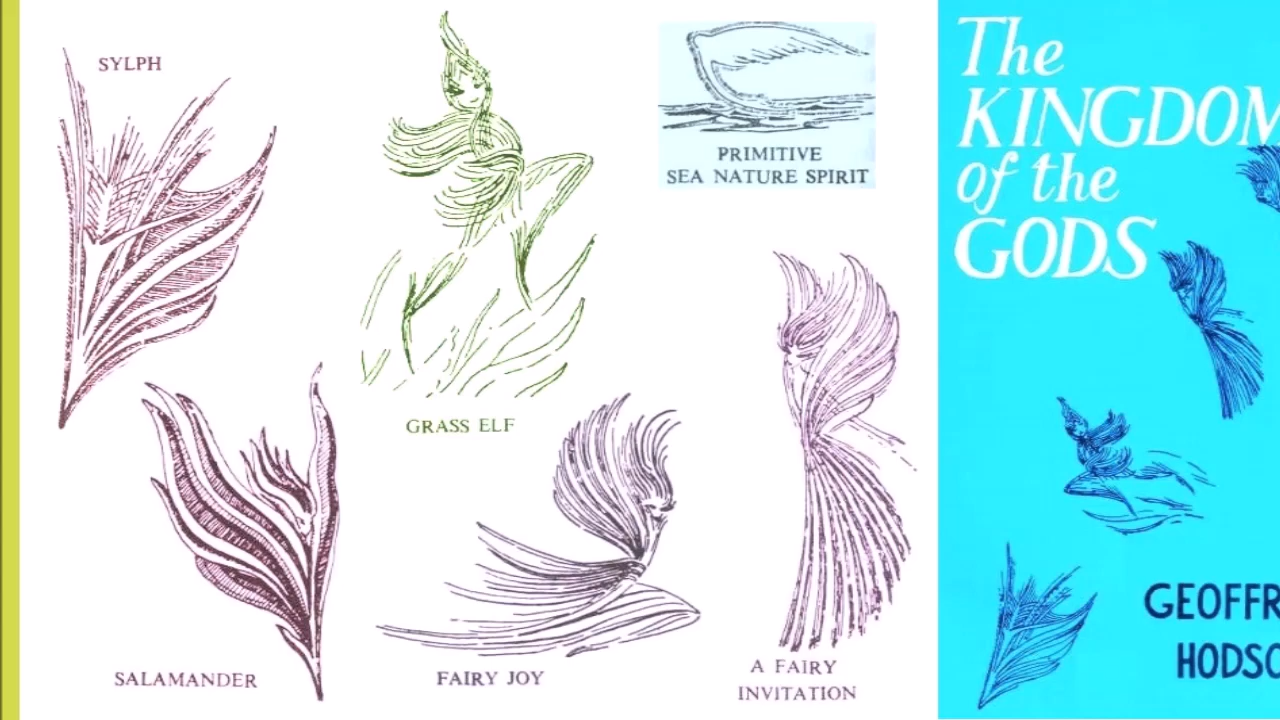 SYLPH
PRIMITIVE
SEA NATURE SPIRIT
GRASS ELF
SALAMANDER
FAIRY JOY
A FAIRY
INVITATION
The
KINGDOM
of the
GODS
GEOFFR
HODSO